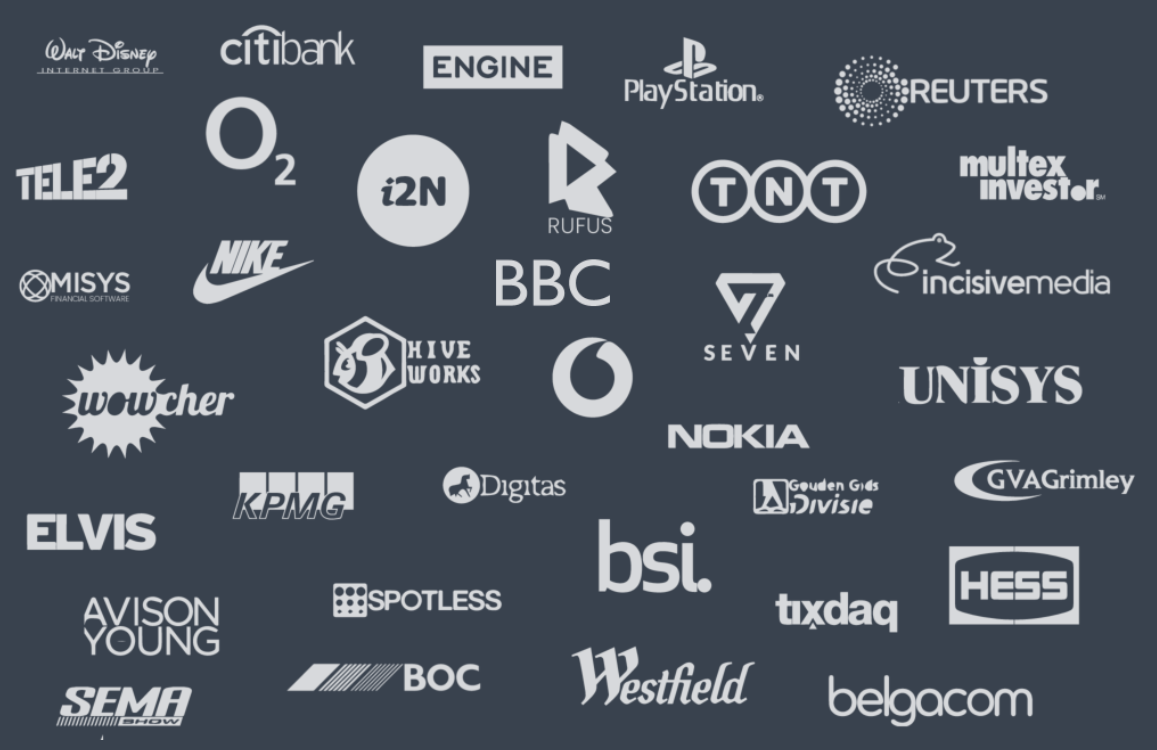 WALT DISNEY
INTERNET GROUP
citibank
ENGINE
PlayStation®
REUTERS
TELE2
O2
i2N
RUFUS
TNT
multex
investor SM
MISYS
FINANCIAL SOFTWARE
NIKE
BBC
SEVEN
incisivemedia
HIVE
WORKS
wowcher
UNISYS
NOKIA
KPMG
Digitas
Gouden Gids
Divisie
GVAGrimley
ELVIS
bsi.
HESS
AVISON
YOUNG
SPOTLESS
tixdaq
BOC
Westfield
belgacom
SEMA
SHOW